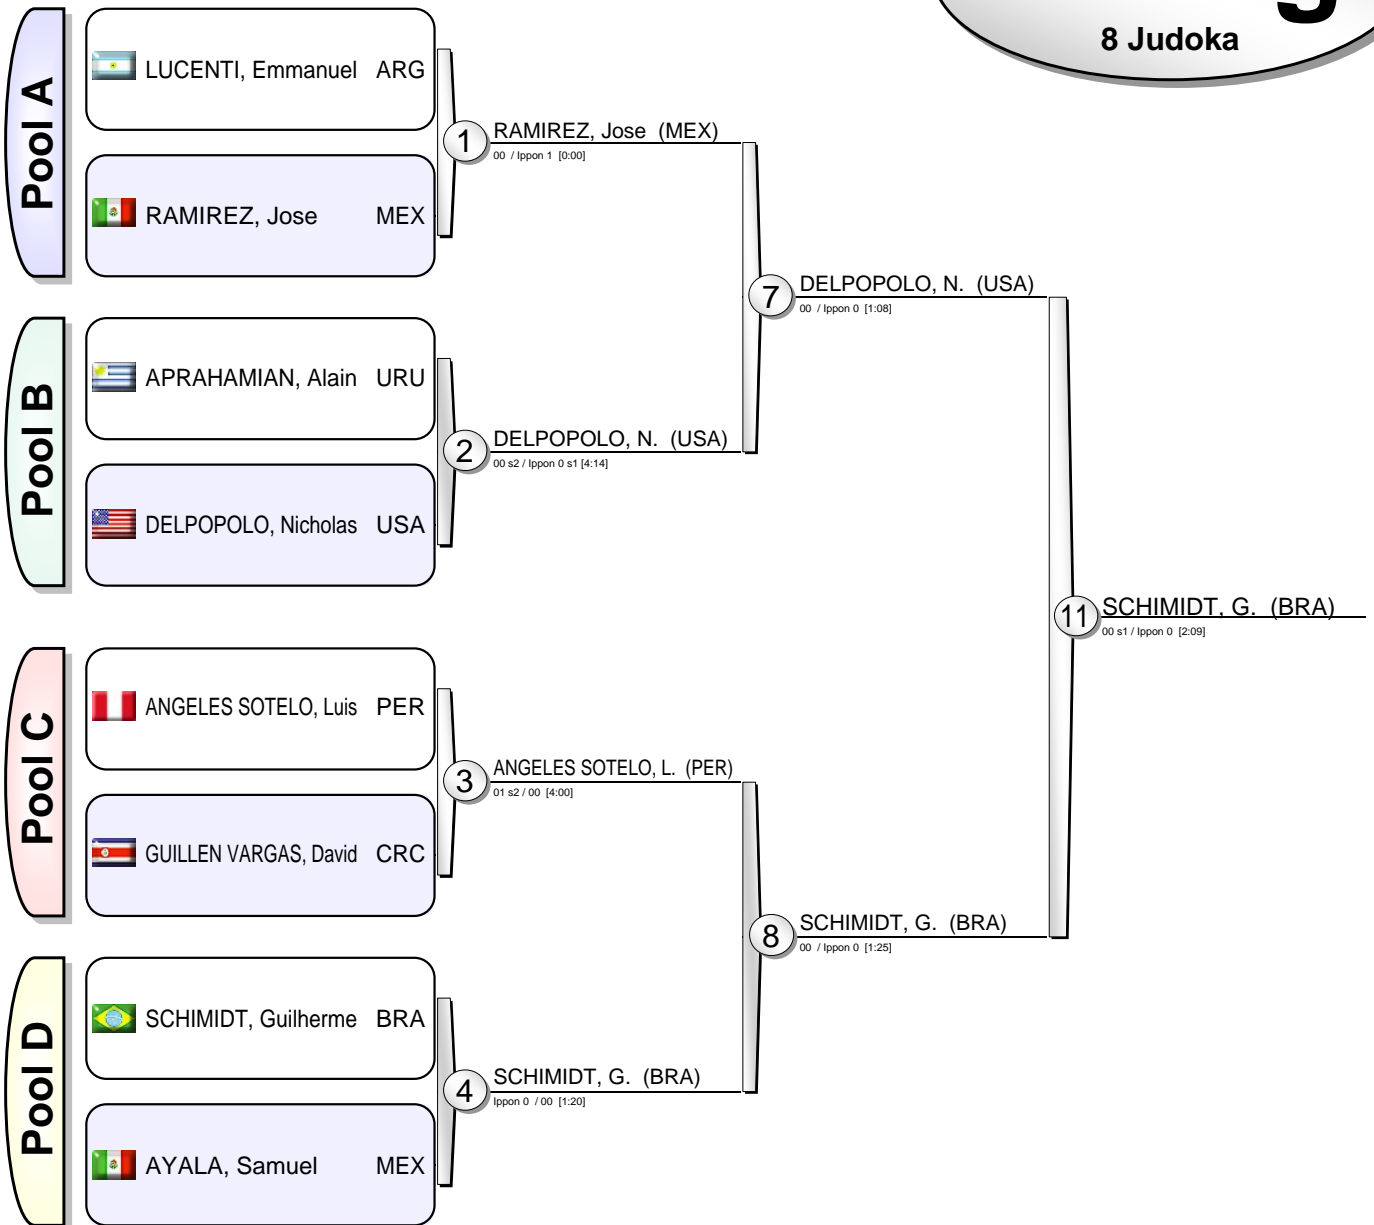 8 Judoka
Pool A
LUCENTI, Emmanuel ARG
RAMIREZ, Jose MEX
1
RAMIREZ, Jose (MEX)
00 / Ippon 1 [0:00]
7
DELPOPOLO, N. (USA)
00 / Ippon 0 [1:08]
Pool B
APRAHAMIAN, Alain URU
DELPOPOLO, Nicholas USA
2
DELPOPOLO, N. (USA)
00 s2 / Ippon 0 s1 [4:14]
11
SCHIMIDT, G. (BRA)
00 s1 / Ippon 0 [2:09]
Pool C
ANGELES SOTELO, Luis PER
GUILLEN VARGAS, David CRC
3
ANGELES SOTELO, L. (PER)
01 s2 / 00 [4:00]
8
SCHIMIDT, G. (BRA)
00 / Ippon 0 [1:25]
Pool D
SCHIMIDT, Guilherme BRA
AYALA, Samuel MEX
4
SCHIMIDT, G. (BRA)
Ippon 0 / 00 [1:20]